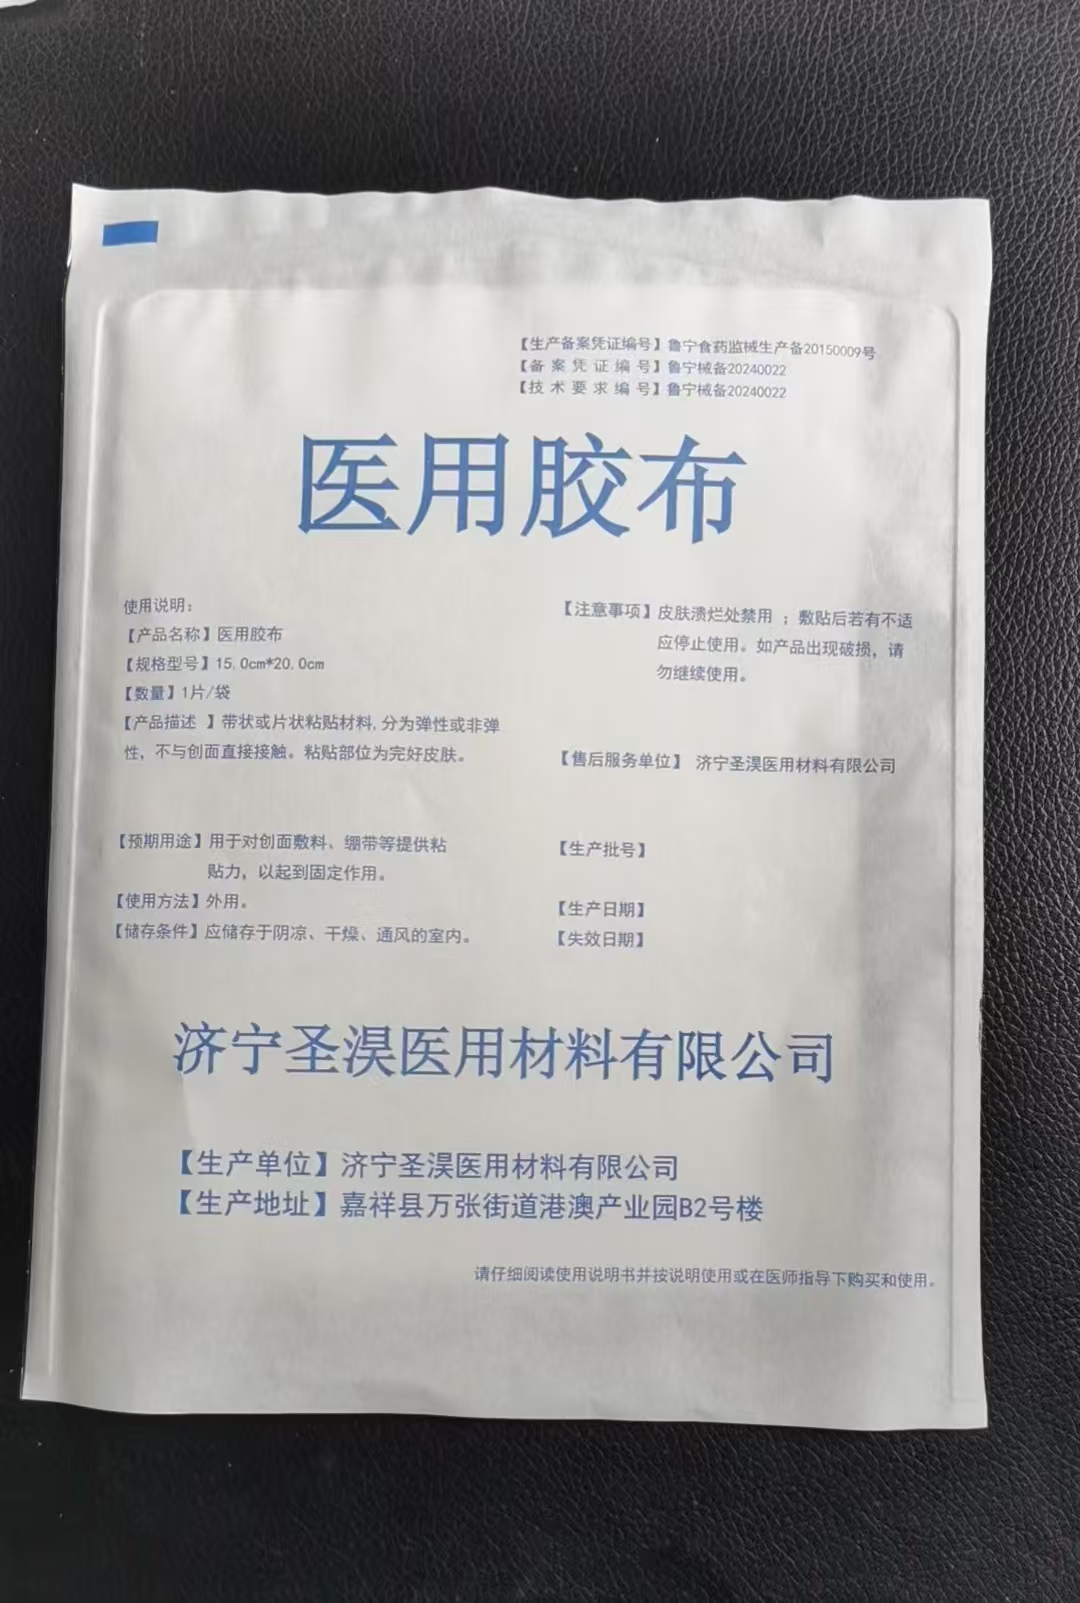 【生产备案凭证编号】鲁宁食药监械生产备20150009号
【备案凭证编号】鲁宁械备20240022
【技术要求编号】鲁宁械备20240022
医用胶布
使用说明：
【产品名称】医用胶布
【规格型号】15.0cm*20.0cm
【数量】1片/袋
【产品描述 】带状或片状粘贴材料,分为弹性或非弹
性，不与创面直接接触。粘贴部位为完好皮肤。
【预期用途】用于对创面敷料、绷带等提供粘
贴力，以起到固定作用。
【使用方法】外用。
【储存条件】应储存于阴凉、干燥、通风的室内。
【注意事项】皮肤溃烂处禁用 ；敷贴后若有不适
应停止使用。如产品出现破损，请
勿继续使用。
【售后服务单位】 济宁圣淏医用材料有限公司
【生产批号】
【生产日期】
【失效日期】
济宁圣淏医用材料有限公司
【生产单位】济宁圣淏医用材料有限公司
【生产地址】嘉祥县万张街道港澳产业园B2号楼
请仔细阅读使用说明书并按说明使用或在医师指导下购买和使用。